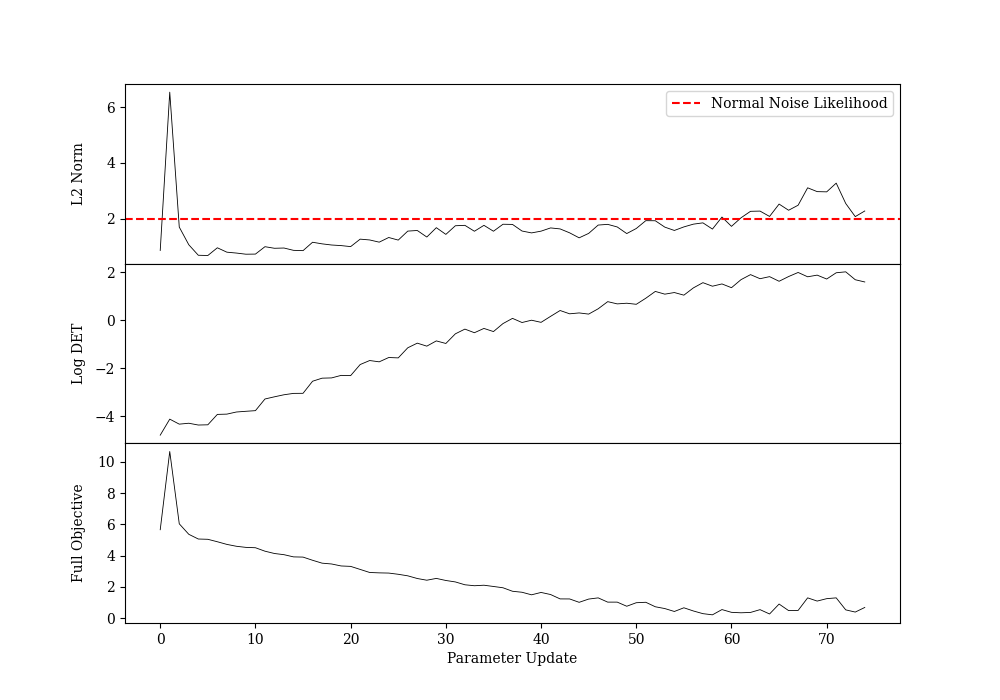 L2 Norm
6
4
2
Normal Noise Likelihood
Log DET
2
0
−2
−4
Full Objective
10
8
6
4
2
0
0 10 20 30 40 50 60 70
Parameter Update